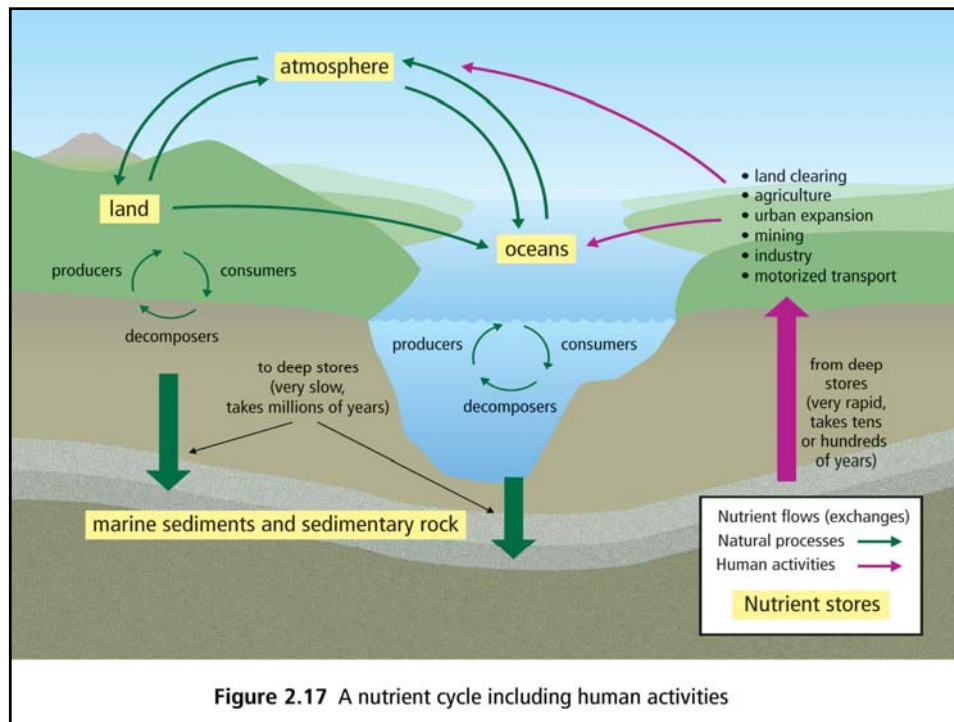 atmosphere
land
oceans
• land clearing
• agriculture
• urban expansion
• mining
• industry
• motorized transport
producers
consumers
decomposers
producers
consumers
decomposers
to deep stores
(very slow,
takes millions of years)
from deep
stores
(very rapid,
takes tens
or hundreds
of years)
marine sediments and sedimentary rock
Nutrient flows (exchanges)
Natural processes
Human activities
Nutrient stores
Figure 2.17 A nutrient cycle including human activities